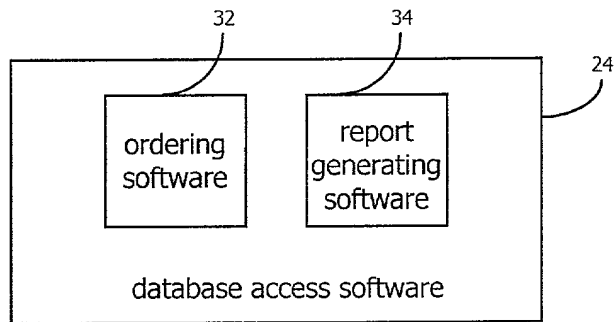 32
34
24
ordering
software
report
generating
software
database access software